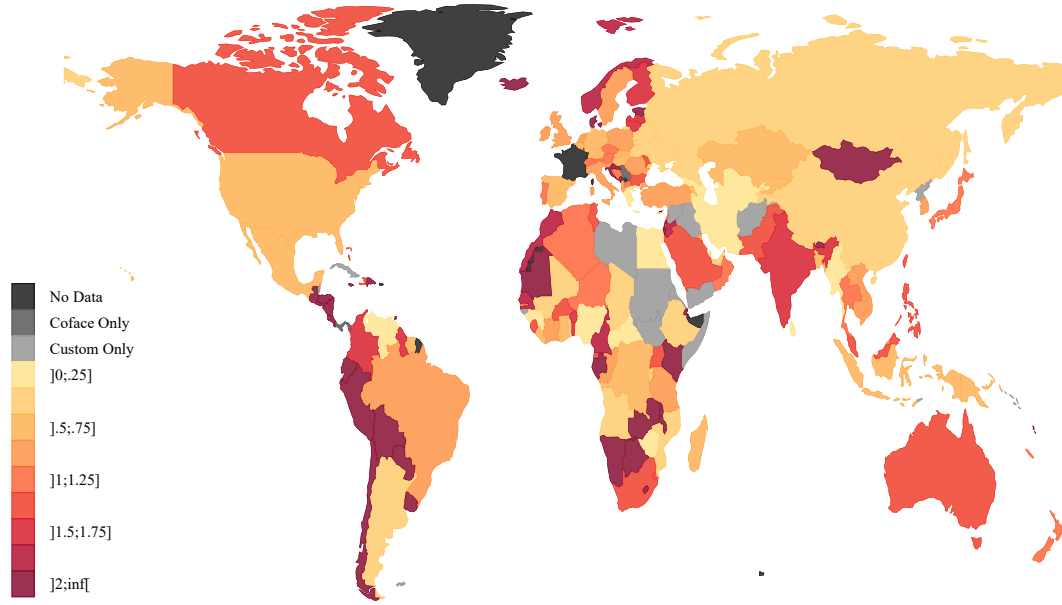 No Data
Coface Only
Custom Only
]0;.25]
].5;.75]
]1;1.25]
]1.5;1.75]
]2;inf[